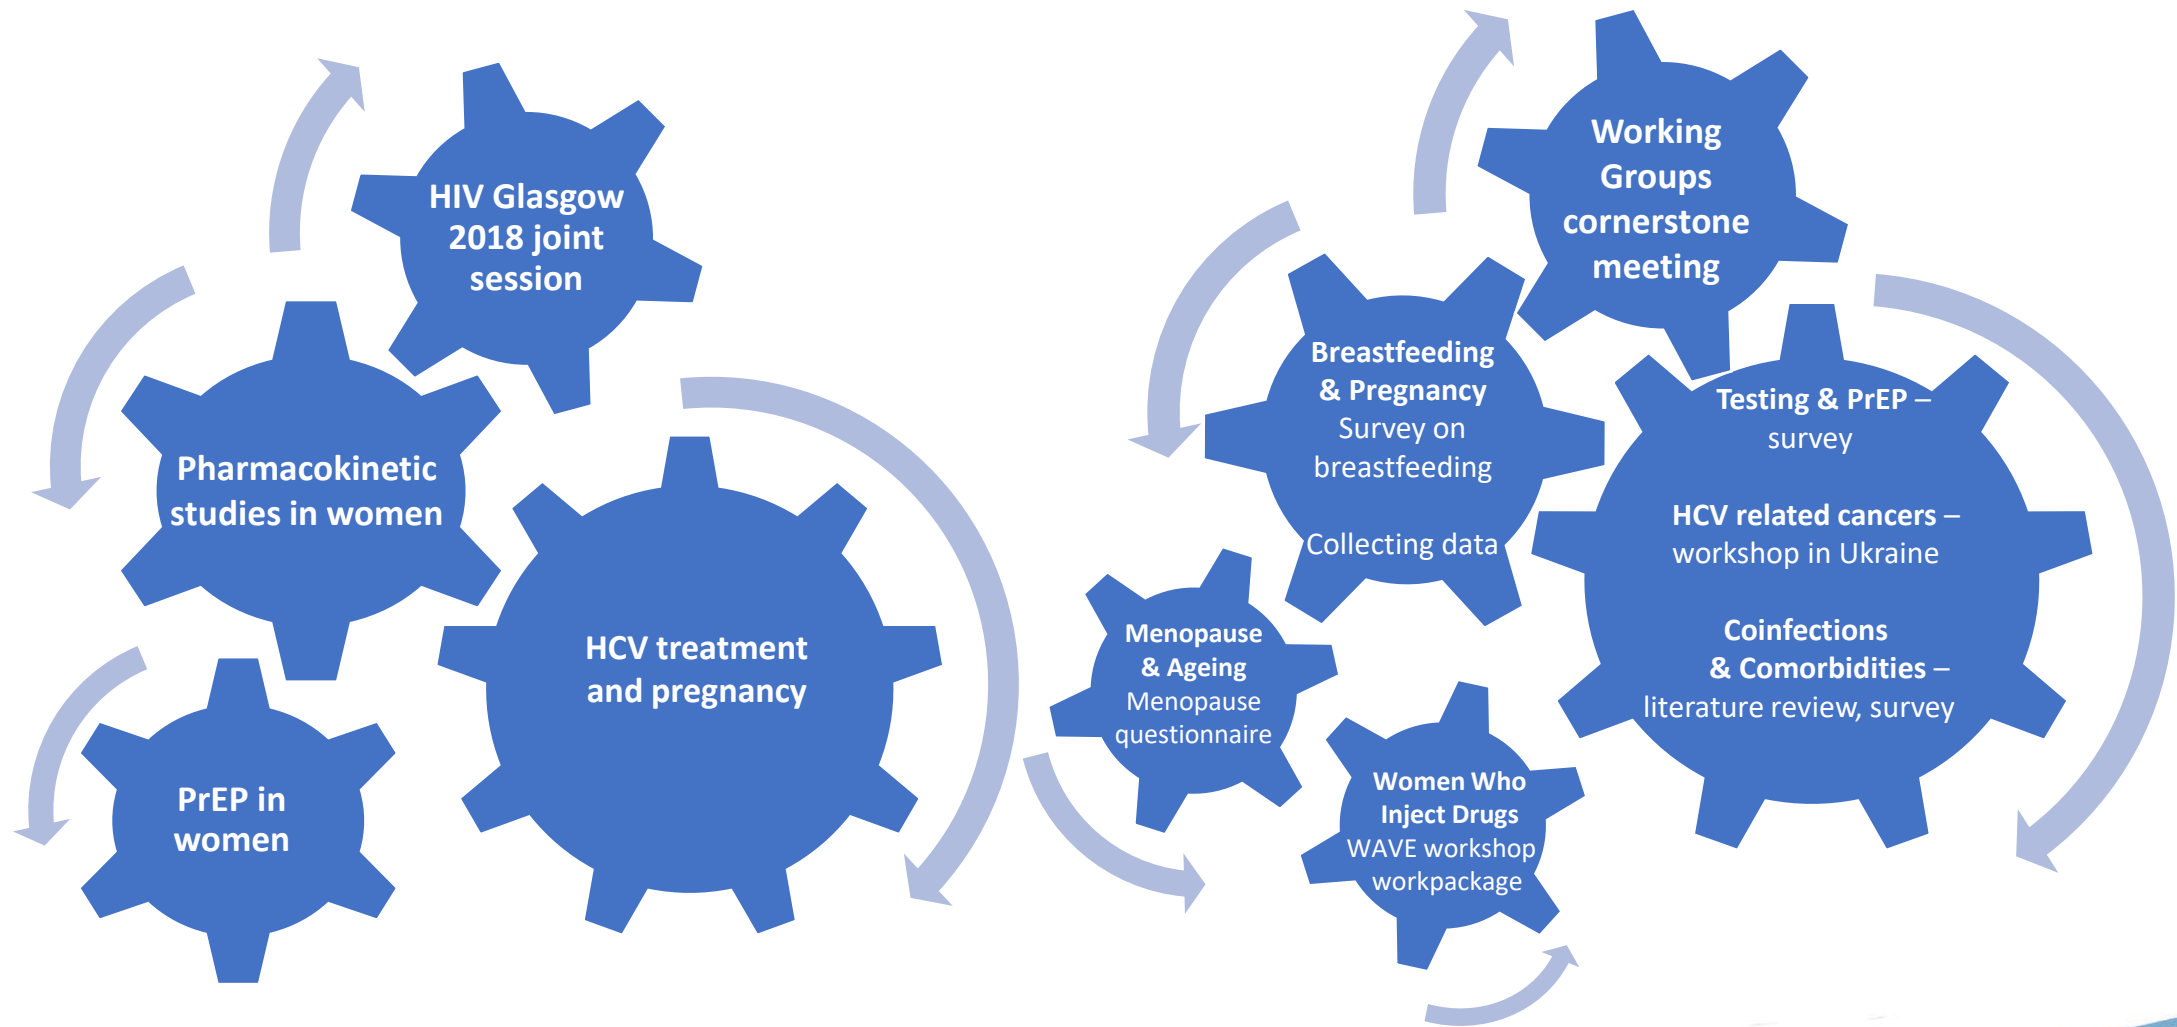 HIV Glasgow
2018 joint
session
Pharmacokinetic
studies in women
HCV treatment
and pregnancy
PrEP in
women
Working
Groups
cornerstone
meeting
Breastfeeding
& Pregnancy
Survey on
breastfeeding
Collecting data
Testing & PrEP –
survey
HCV related cancers –
workshop in Ukraine
Coinfections
& Comorbidities –
literature review, survey
Menopause
& Ageing
Menopause
questionnaire
Women Who
Inject Drugs
WAVE workshop
workpackage